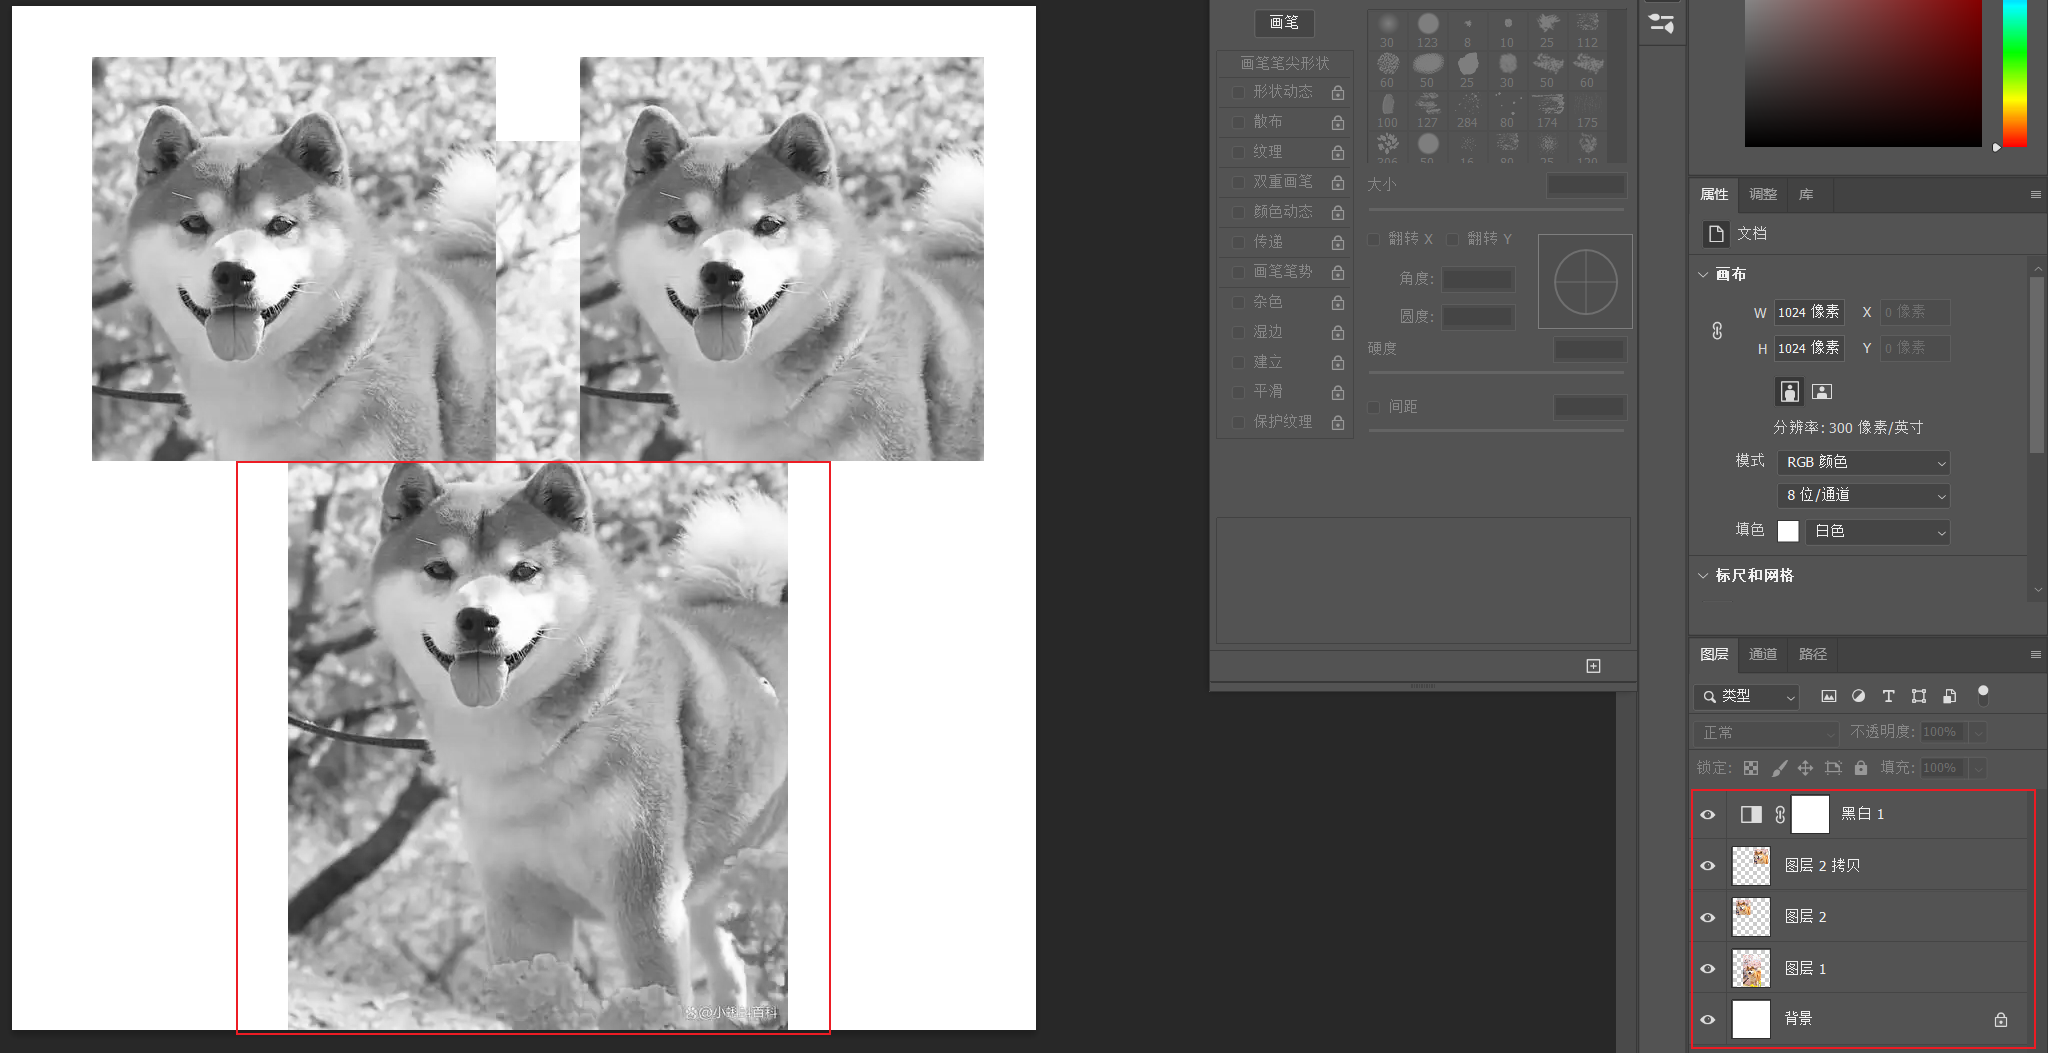 画笔
画笔笔尖形状
形状动态
散布
纹理
双重画笔
颜色动态
传递
画笔笔势
杂色
湿边
建立
平滑
保护纹理
30 123 8 10 25 112
60 50 25 30 50 60
100 127 284 80 174 175
206 50 16 80 25 120
大小
翻转 X 翻转 Y
角度:
圆度:
硬度
间距
属性 调整 库
文档
画布
W 1024 像素 X 0 像素
H 1024 像素 Y 0 像素
分辨率: 300 像素/英寸
模式 RGB 颜色
8 位/通道
填色 白色
标尺和网格
图层 通道 路径
类型
正常 不透明度: 100%
锁定: 填充: 100%
黑白 1
图层 2 拷贝
图层 2
图层 1
背景